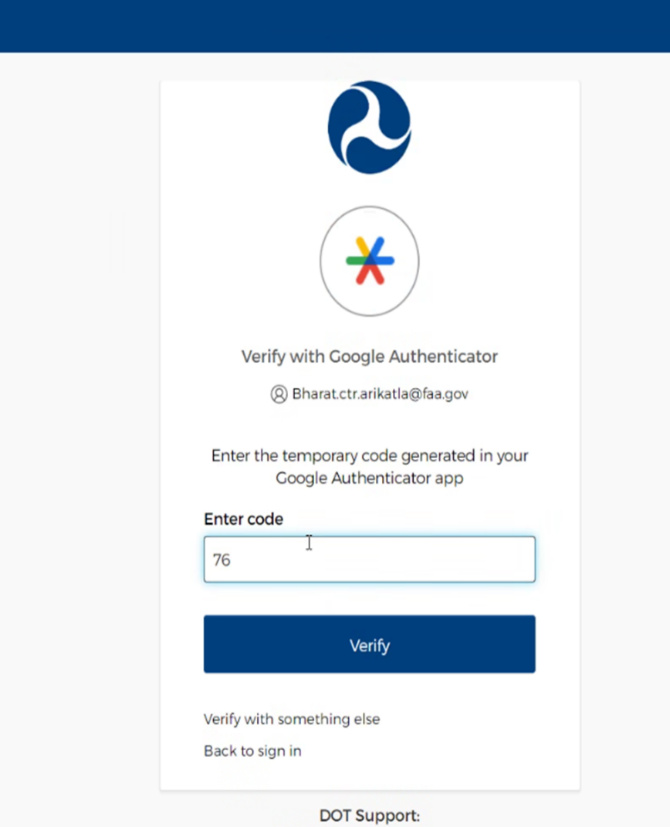 Verify with Google Authenticator
Bharat.ctr.arikatla@faa.gov
Enter the temporary code generated in your
Google Authenticator app
Enter code
76
Verify
Verify with something else
Back to sign in
DOT Support: